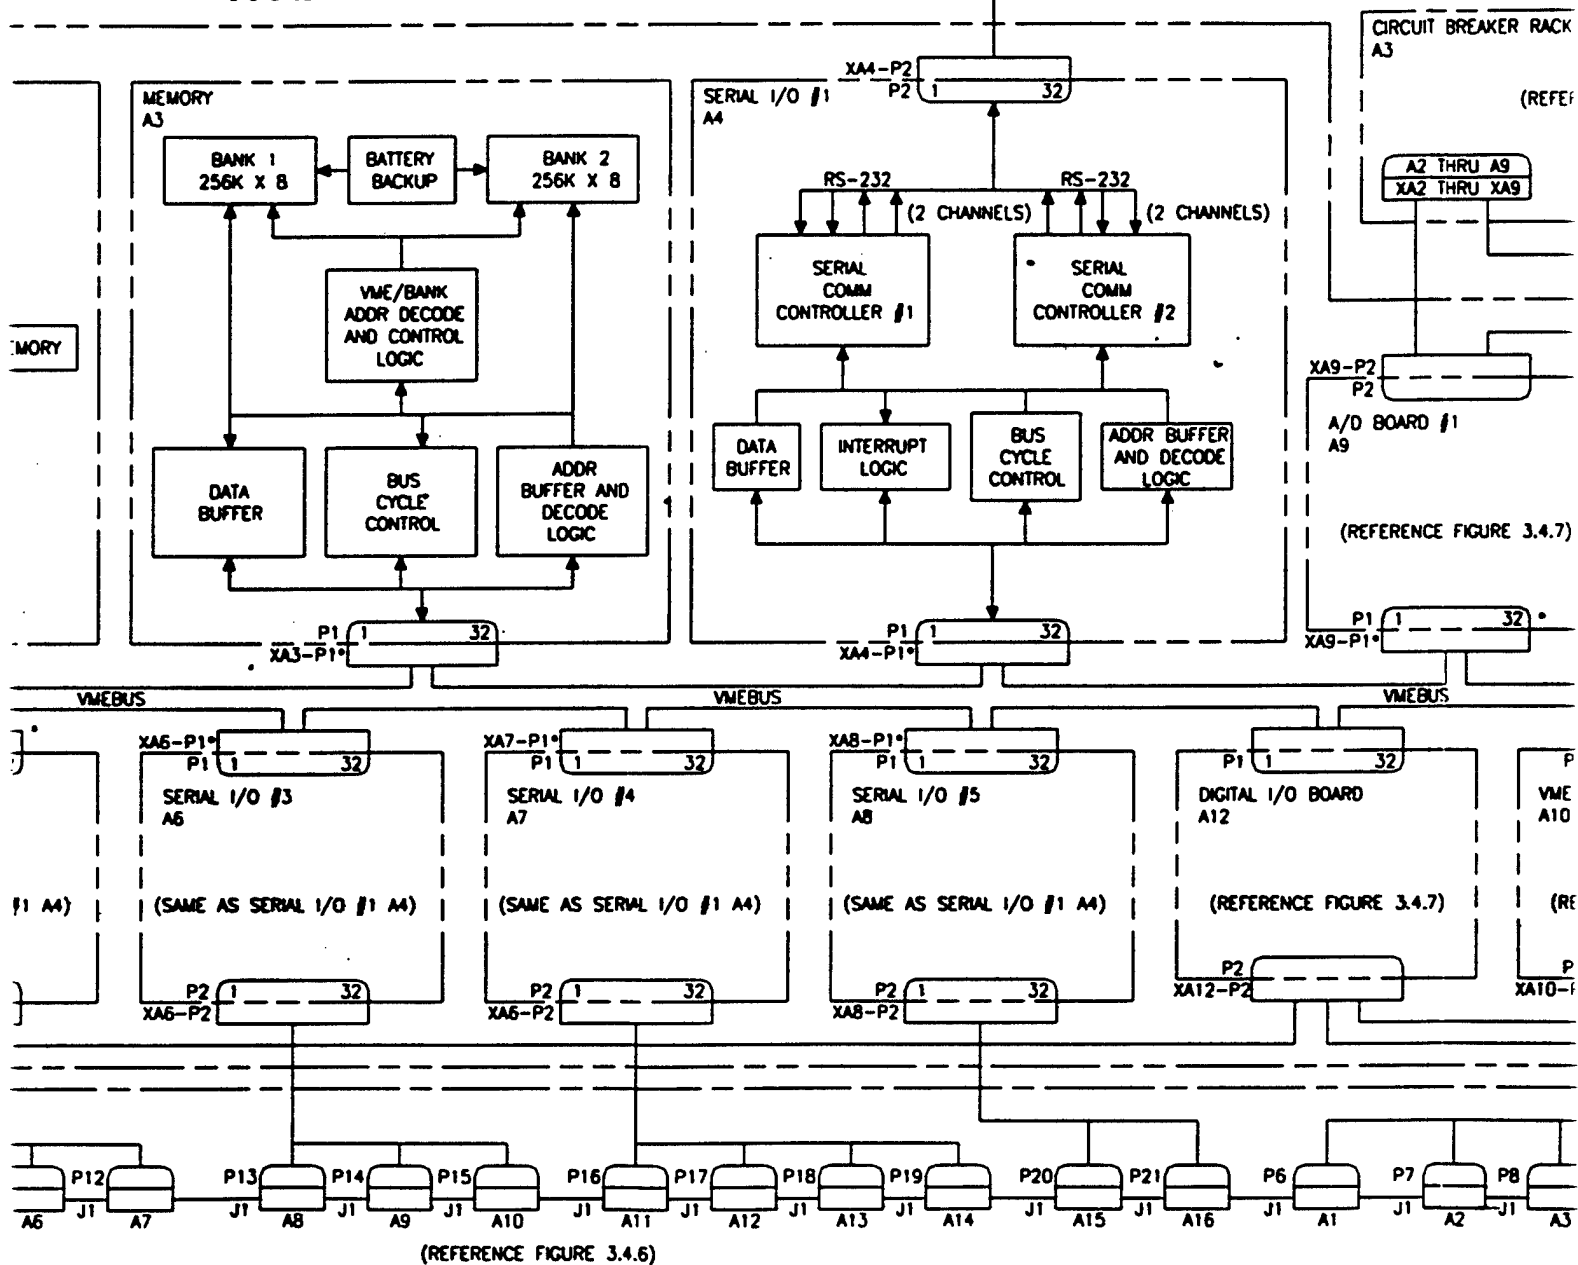 CIRCUIT BREAKER RACK
A3
(REFER
A2 THRU A9
XA2 THRU XA9
MEMORY
A3
BANK 1
256K X 8
BATTERY
BACKUP
BANK 2
256K X 8
VME/BANK
ADDR DECODE
AND CONTROL
LOGIC
DATA
BUFFER
BUS
CYCLE
CONTROL
ADDR
BUFFER AND
DECODE
LOGIC
P1 1 32
XA3-P1*
EMORY
XA4-P2
P2 1 32
SERIAL I/O #1
A4
RS-232
(2 CHANNELS)
RS-232
(2 CHANNELS)
SERIAL
COMM
CONTROLLER #1
SERIAL
COMM
CONTROLLER #2
DATA
BUFFER
INTERRUPT
LOGIC
BUS
CYCLE
CONTROL
ADDR BUFFER
AND DECODE
LOGIC
P1 1 32
XA4-P1*
XA9-P2
P2
A/D BOARD #1
A9
(REFERENCE FIGURE 3.4.7)
P1 1 32
XA9-P1*
VMEBUS VMEBUS VMEBUS
#1 A4)
XA6-P1*
P1 1 32
SERIAL I/O #3
A6
(SAME AS SERIAL I/O #1 A4)
P2 1 32
XA6-P2
XA7-P1*
P1 1 32
SERIAL I/O #4
A7
(SAME AS SERIAL I/O #1 A4)
P2 1 32
XA6-P2
XA8-P1*
P1 1 32
SERIAL I/O #5
A8
(SAME AS SERIAL I/O #1 A4)
P2 1 32
XA8-P2
P1 1 32
DIGITAL I/O BOARD
A12
(REFERENCE FIGURE 3.4.7)
P2
XA12-P2
P
VME
A10
(RE
P
XA10-P
P12 P13 P14 P15 P16 P17 P18 P19 P20 P21 P6 P7 P8
A6 J1 A7 J1 A8 J1 A9 J1 A10 J1 A11 J1 A12 J1 A13 J1 A14 J1 A15 J1 A16 J1 A1 J1 A2 J1 A3
(REFERENCE FIGURE 3.4.6)